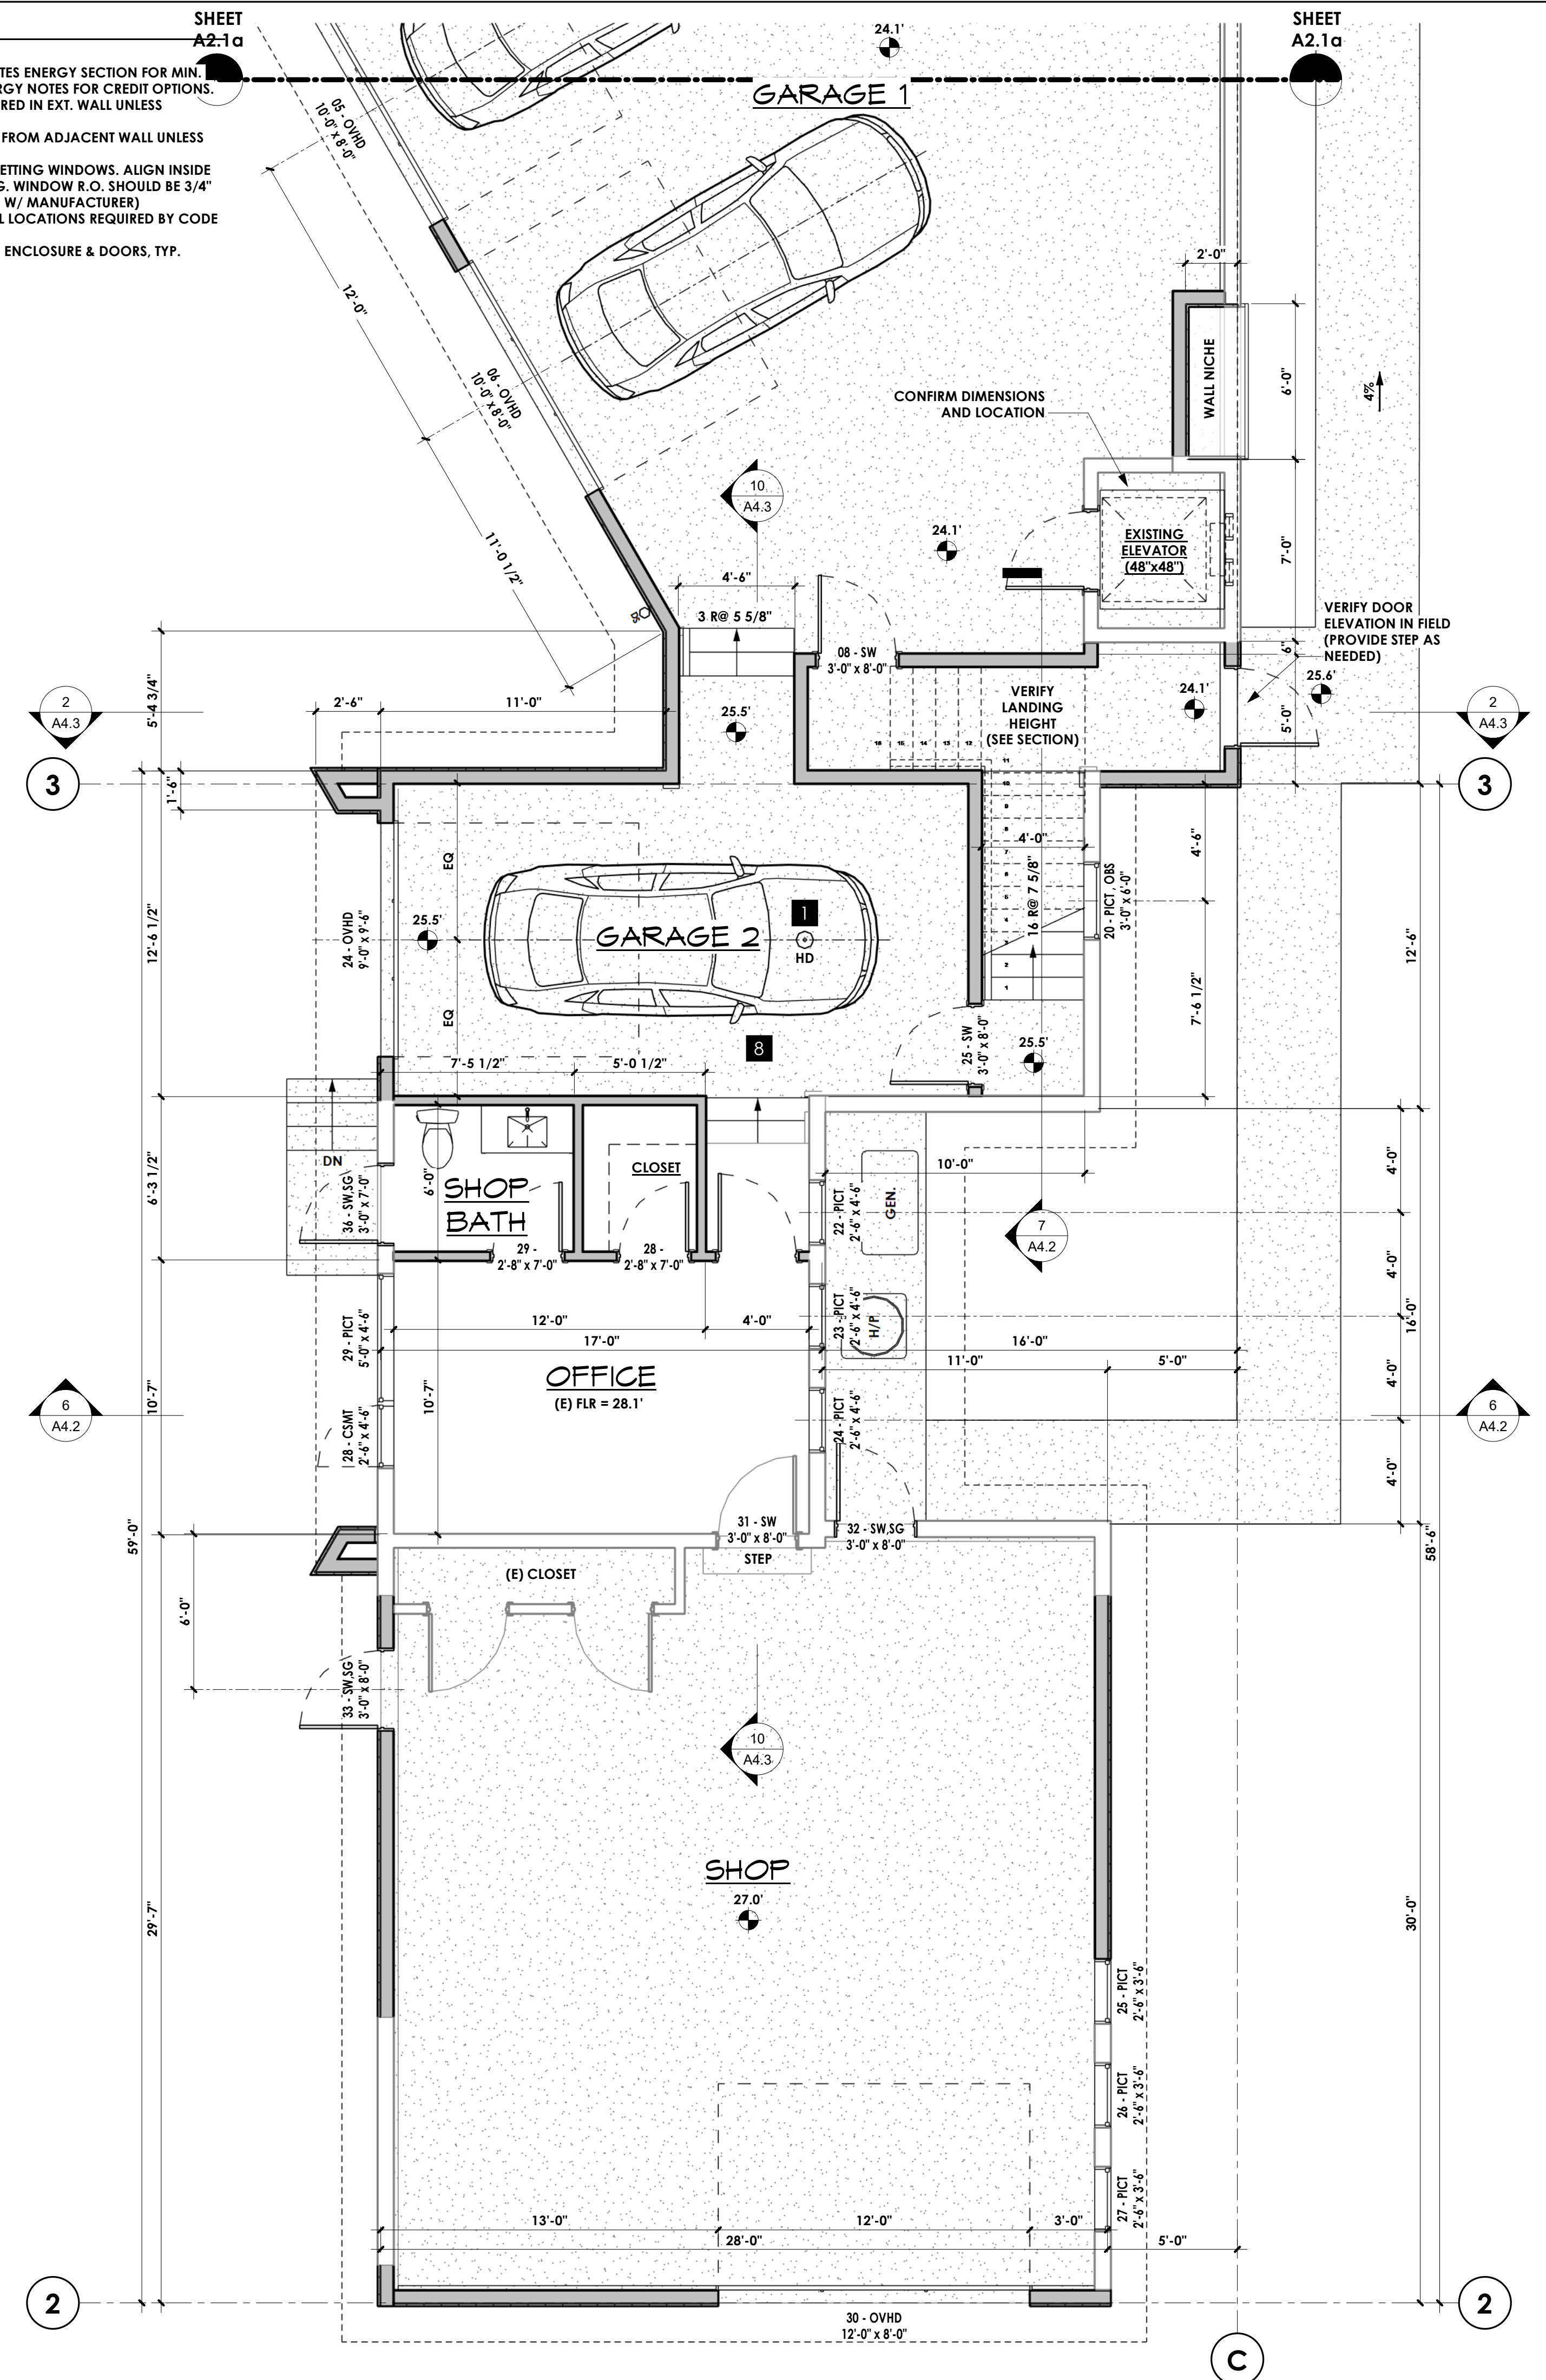 SHEET
A2.1a
SHEET
A2.1a
TES ENERGY SECTION FOR MIN.
RGY NOTES FOR CREDIT OPTIONS.
RED IN EXT. WALL UNLESS
FROM ADJACENT WALL UNLESS
ETTING WINDOWS. ALIGN INSIDE
G. WINDOW R.O. SHOULD BE 3/4"
W/ MANUFACTURER)
L LOCATIONS REQUIRED BY CODE
ENCLOSURE & DOORS, TYP.
24.1'
GARAGE 1
05 - OVHD
10'-0" x 8'-0"
12'-0"
06 - OVHD
10'-0" x 8'-0"
11'-0 1/2"
2'-0"
WALL NICHE
6'-0"
4%
CONFIRM DIMENSIONS
AND LOCATION
10
A4.3
24.1'
EXISTING
ELEVATOR
(48"x48")
7'-0"
4'-6"
3 R@ 5 5/8"
DS
08 - SW
3'-0" x 8'-0"
VERIFY DOOR
ELEVATION IN FIELD
(PROVIDE STEP AS
NEEDED)
6"
25.6'
5'-0"
24.1'
VERIFY
LANDING
HEIGHT
(SEE SECTION)
16 15 14 13 12
11
10
9
8
7
6
5
4
3
2
1
2
A4.3
2
A4.3
5'-4 3/4"
2'-6"
11'-0"
25.5'
3
3
1'-6"
12'-6 1/2"
EQ
EQ
24 - OVHD
9'-0" x 9'-6"
25.5'
GARAGE 2
1
HD
8
4'-0"
16 R@ 7 5/8"
20 - PICT, OBS
3'-0" x 6'-0"
4'-6"
7'-6 1/2"
12'-6"
25 - SW
3'-0" x 8'-0"
25.5'
7'-5 1/2"
5'-0 1/2"
DN
6'-3 1/2"
36 - SW,SG
3'-0" x 7'-0"
6'-0"
SHOP
BATH
CLOSET
29 -
2'-8" x 7'-0"
28 -
2'-8" x 7'-0"
22 - PICT
2'-6" x 4'-6"
GEN.
10'-0"
7
A4.2
4'-0"
4'-0"
16'-0"
4'-0"
4'-0"
23 - PICT
2'-6" x 4'-6"
H/P
12'-0"
4'-0"
17'-0"
16'-0"
11'-0"
5'-0"
29 - PICT
5'-0" x 4'-6"
OFFICE
(E) FLR = 28.1'
10'-7"
10'-7"
28 - CSMT
2'-6" x 4'-6"
24 - PICT
2'-6" x 4'-6"
6
A4.2
6
A4.2
31 - SW
3'-0" x 8'-0"
STEP
32 - SW,SG
3'-0" x 8'-0"
59'-0"
58'-6"
(E) CLOSET
6'-0"
33 - SW,SG
3'-0" x 8'-0"
10
A4.3
SHOP
27.0'
29'-7"
30'-0"
25 - PICT
2'-6" x 3'-6"
26 - PICT
2'-6" x 3'-6"
27 - PICT
2'-6" x 3'-6"
13'-0"
12'-0"
3'-0"
28'-0"
5'-0"
2
2
30 - OVHD
12'-0" x 8'-0"
C